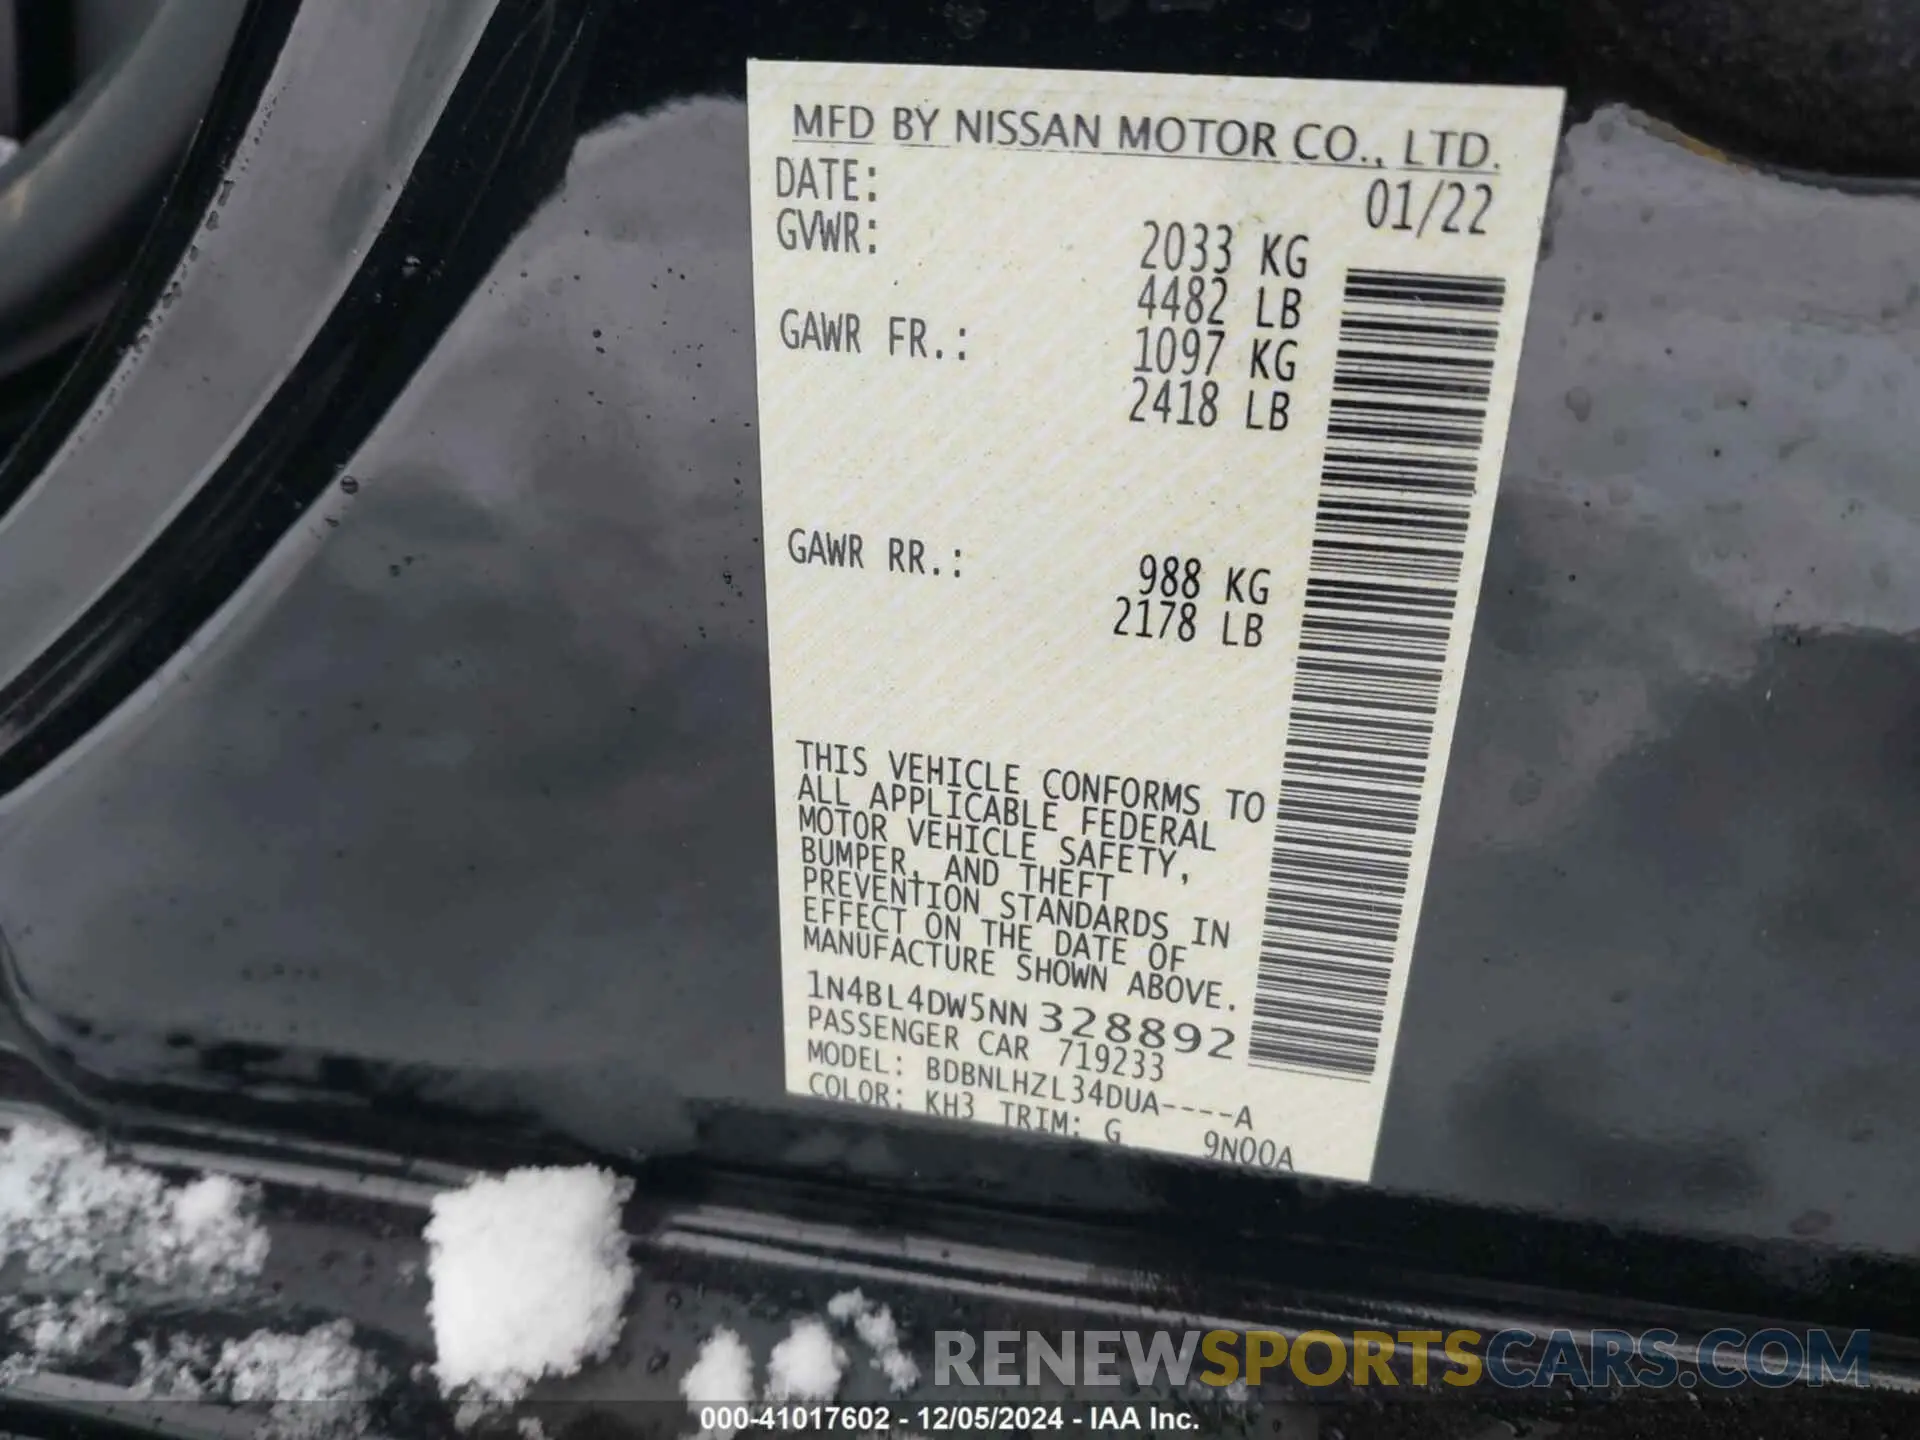 MFD BY NISSAN MOTOR CO., LTD.
DATE: 01/22
GVWR: 2033 KG
4482 LB
GAWR FR.: 1097 KG
2418 LB
GAWR RR.: 988 KG
2178 LB
THIS VEHICLE CONFORMS TO
ALL APPLICABLE FEDERAL
MOTOR VEHICLE SAFETY,
BUMPER, AND THEFT
PREVENTION STANDARDS IN
EFFECT ON THE DATE OF
MANUFACTURE SHOWN ABOVE.
1N4BL4DW5NN328892
PASSENGER CAR 719233
MODEL: BDBNLHZL34DUA----A
COLOR: KH3 TRIM: G 9N00A
RENEWSPORTSCARS.COM
000-41017602 - 12/05/2024 - IAA Inc.